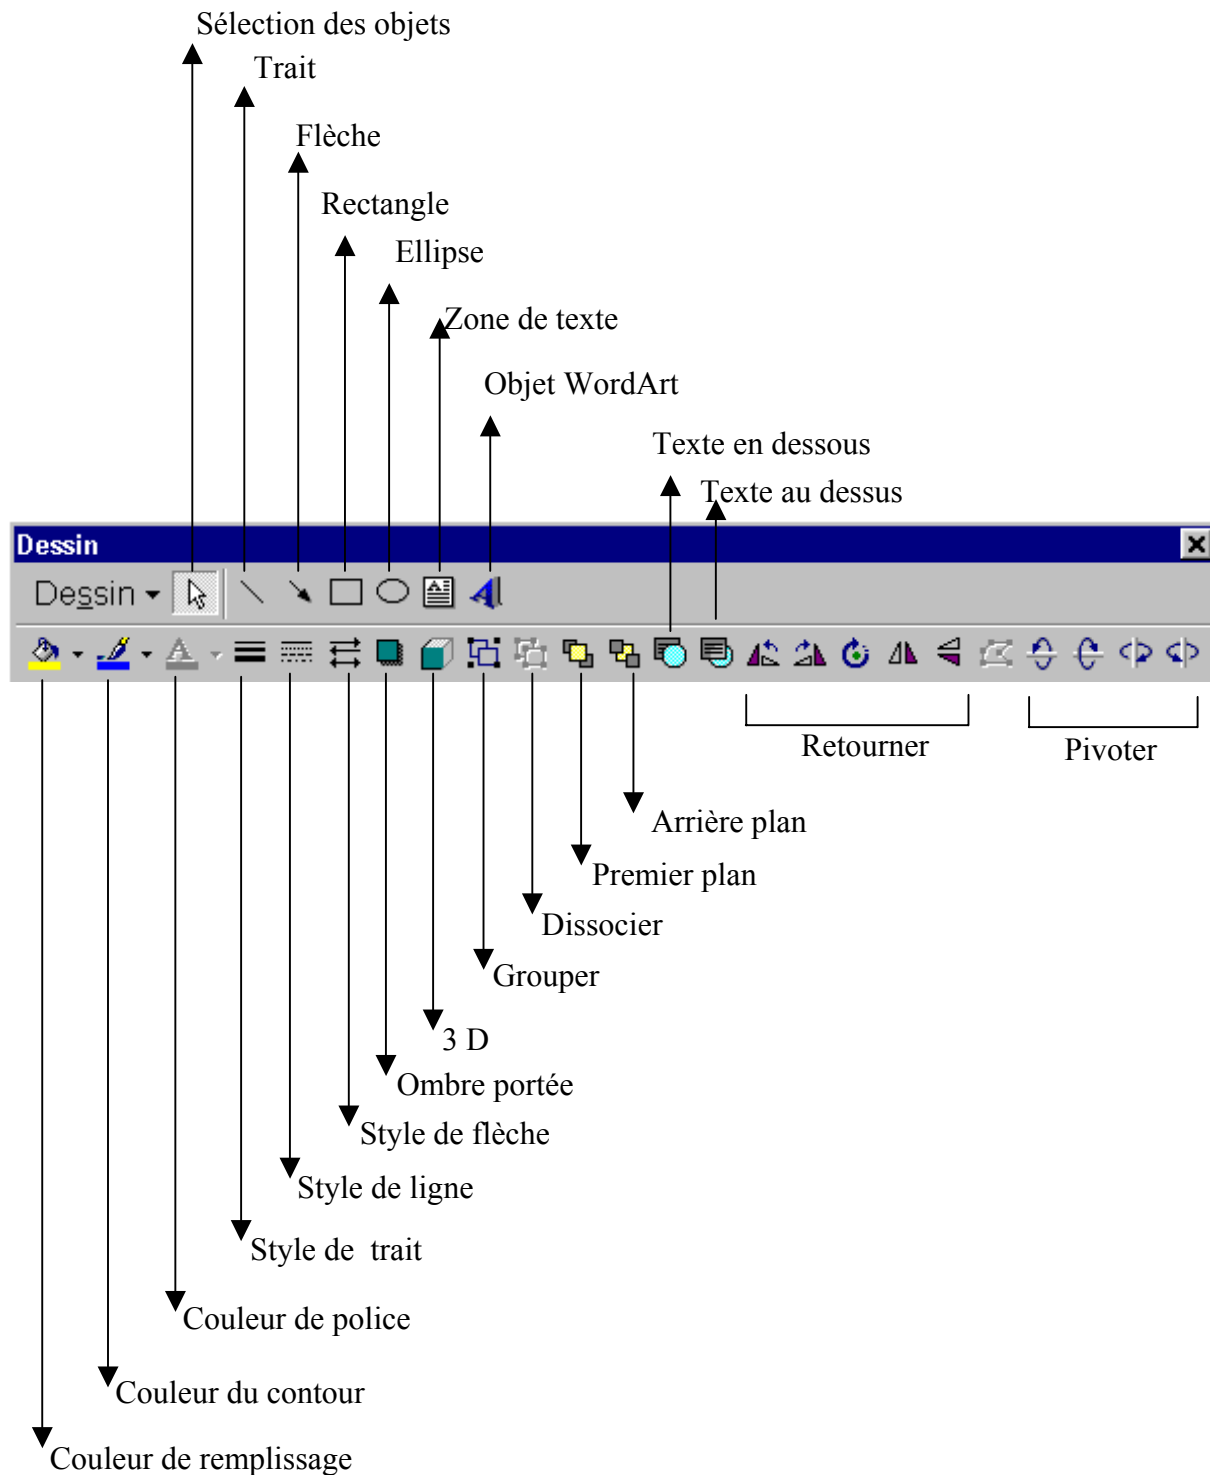 Sélection des objets
Trait
Flèche
Rectangle
Ellipse
Zone de texte
Objet WordArt
Texte en dessous
Texte au dessus
Dessin
Dessin
Retourner
Pivoter
Arrière plan
Premier plan
Dissocier
Grouper
3 D
Ombre portée
Style de flèche
Style de ligne
Style de  trait
Couleur de police
Couleur du contour
Couleur de remplissage